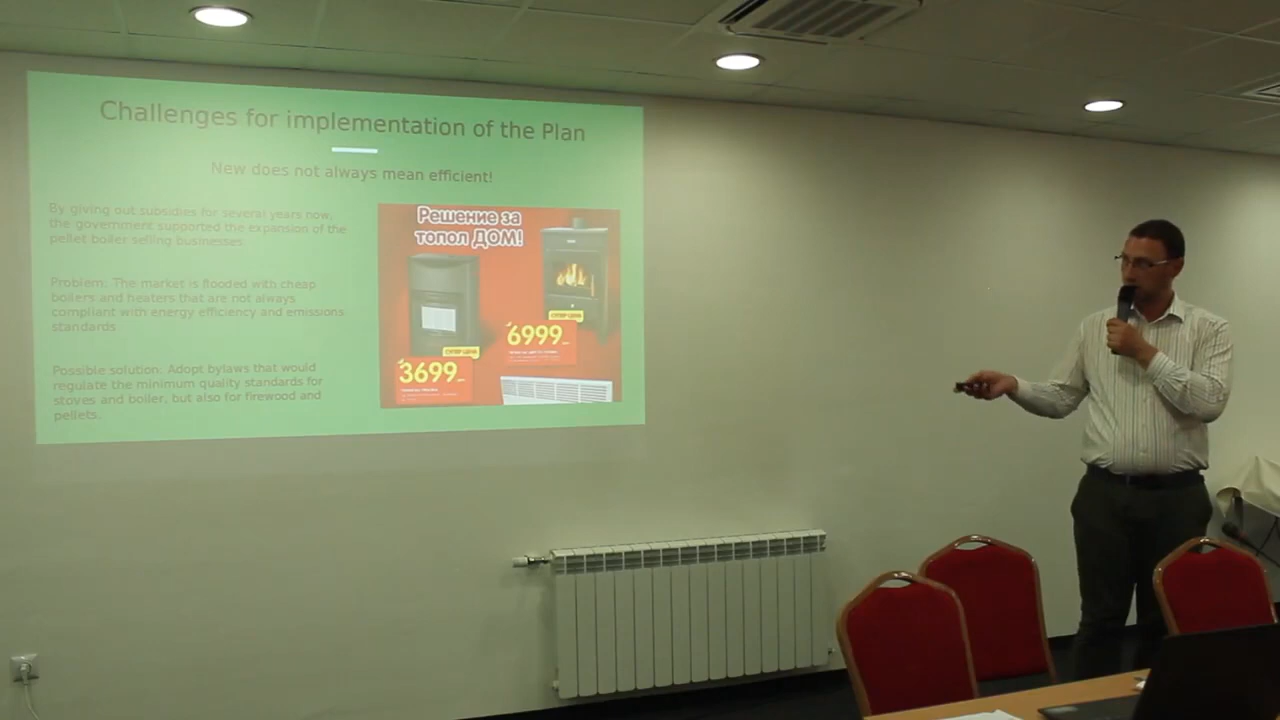 Challenges for implementation of the Plan
New does not always mean efficient!
By giving out subsidies for several years now,
the government supported the expansion of the
pellet boiler selling businesses.
Problem: The market is flooded with cheap
boilers and heaters that are not always
compliant with energy efficiency and emissions
standards.
Possible solution: Adopt bylaws that would
regulate the minimum quality standards for
stoves and boiler, but also for firewood and
pellets.
Решение за
топол ДОМ!
СУПЕР ЦЕНА
6999
СУПЕР ЦЕНА
3699